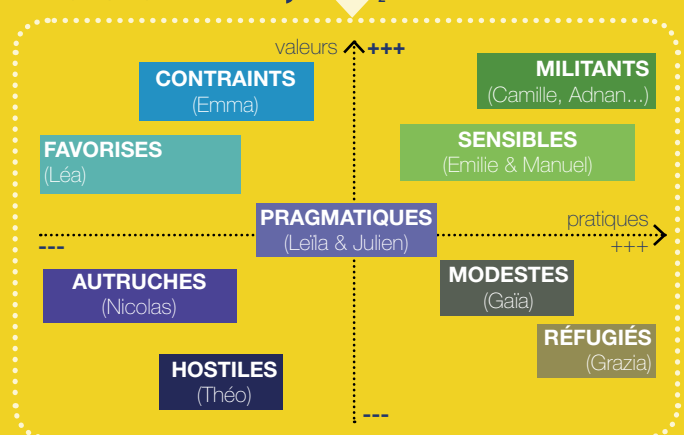 valeurs +++
CONTRAINTS
(Emma)
MILITANTS
(Camille, Adnan...)
FAVORISES
(Léa)
SENSIBLES
(Emilie & Manuel)
PRAGMATIQUES
(Leïla & Julien)
pratiques
+++
---
AUTRUCHES
(Nicolas)
MODESTES
(Gaïa)
RÉFUGIÉS
(Grazia)
HOSTILES
(Théo)
---